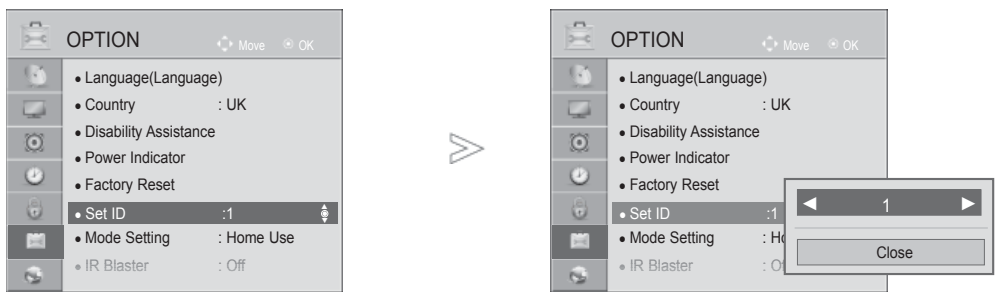 OPTION Move OK
• Language(Language)
• Country : UK
• Disability Assistance
• Power Indicator
• Factory Reset
• Set ID :1
• Mode Setting : Home Use
• IR Blaster : Off
OPTION Move OK
• Language(Language)
• Country : UK
• Disability Assistance
• Power Indicator
• Factory Reset
• Set ID :1
• Mode Setting : Ho
• IR Blaster : O
◀ 1 ▶
Close